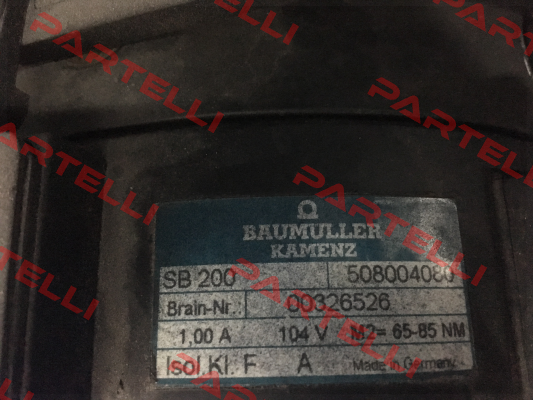 PARTELLI
PARTELLI
PARTELLI
PARTELLI
PARTELLI
PARTELLI
PARTELLI
BAUMULLER
KAMENZ
SB 200 508004080
Brain-Nr. 00326526
1,00 A 104 V M2= 65-85 NM
Isol.Kl. F A Made in Germany